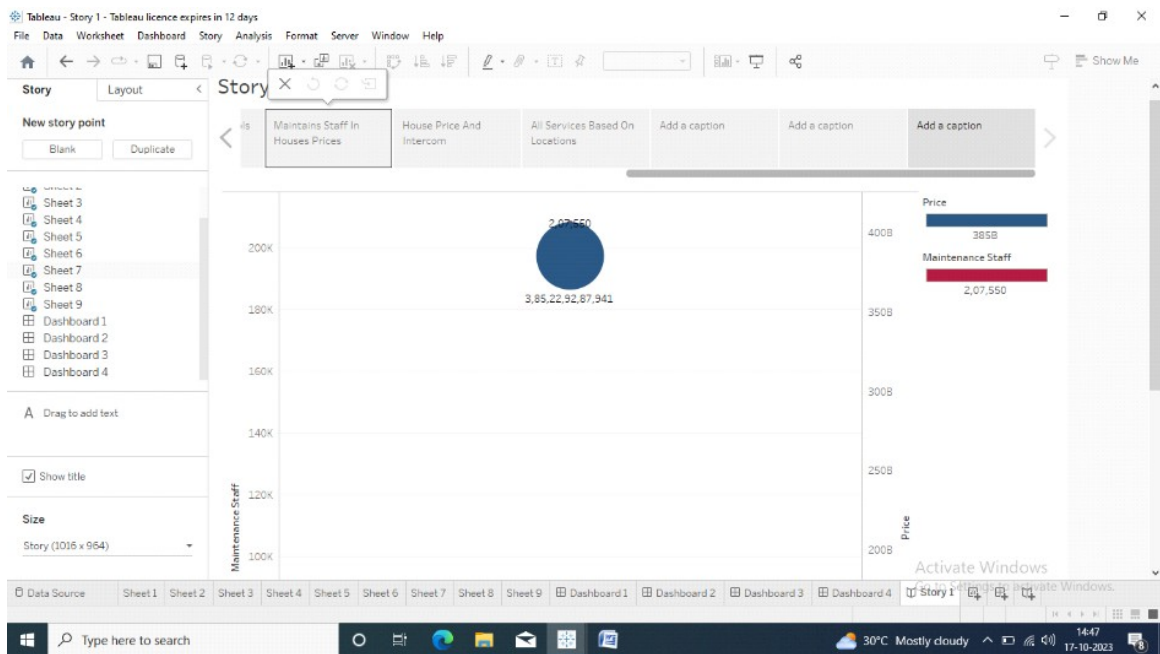 Tableau - Story 1 - Tableau licence expires in 12 days
File Data Worksheet Dashboard Story Analysis Format Server Window Help
Show Me
Story Layout
New story point
Blank Duplicate
Sheet 3
Sheet 4
Sheet 5
Sheet 6
Sheet 7
Sheet 8
Sheet 9
Dashboard 1
Dashboard 2
Dashboard 3
Dashboard 4
A Drag to add text
Show title
Size
Story (1016 x 964)
Story
Maintains Staff In
Houses Prices
House Price And
Intercom
All Services Based On
Locations
Add a caption
Add a caption
Add a caption
200K
180K
160K
140K
120K
100K
Maintenance Staff
2,07,550
3,85,22,92,87,941
400B
350B
300B
250B
200B
Price
Price
385B
Maintenance Staff
2,07,550
Activate Windows
Go to Settings to activate Windows.
Data Source Sheet 1 Sheet 2 Sheet 3 Sheet 4 Sheet 5 Sheet 6 Sheet 7 Sheet 8 Sheet 9 Dashboard 1 Dashboard 2 Dashboard 3 Dashboard 4 Story 1
Type here to search
30°C Mostly cloudy
14:47
17-10-2023